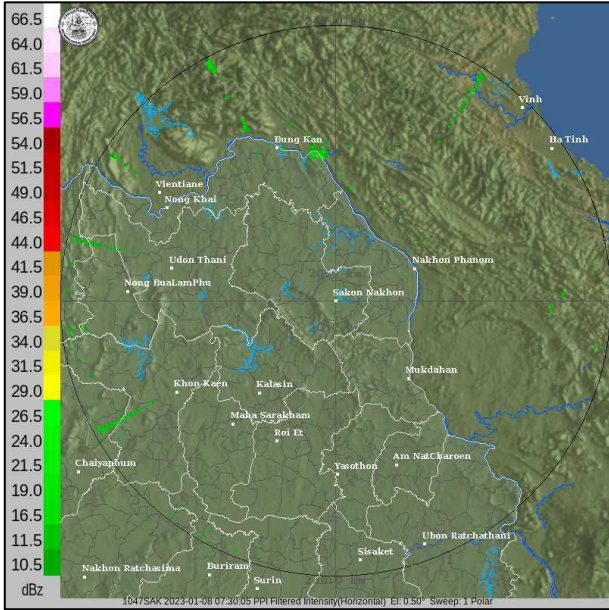 66.5
64.0
61.5
59.0
56.5
54.0
51.5
49.0
46.5
44.0
41.5
39.0
36.5
34.0
31.5
29.0
26.5
24.0
21.5
19.0
16.5
14.0
11.5
10.5
dBz
Vinh
Ha Tinh
Bung Kan
Vientiane
Nong Khai
Udon Thani
Nakhon Phanom
Nong BuaLamPhu
Sakon Nakhon
Mukdahan
Khon Kaen
Kalasin
Maha Sarakham
Roi Et
Chaiyaphum
Yasothon
Am NatCharoen
Ubon Ratchathani
Sisaket
Nakhon Ratchasima
Buriram
Surin
1047SAK 2023-01-08 07:30:05 PPI Filtered Intensity(Horizontal) El: 0.50° Sweep: 1 Polar